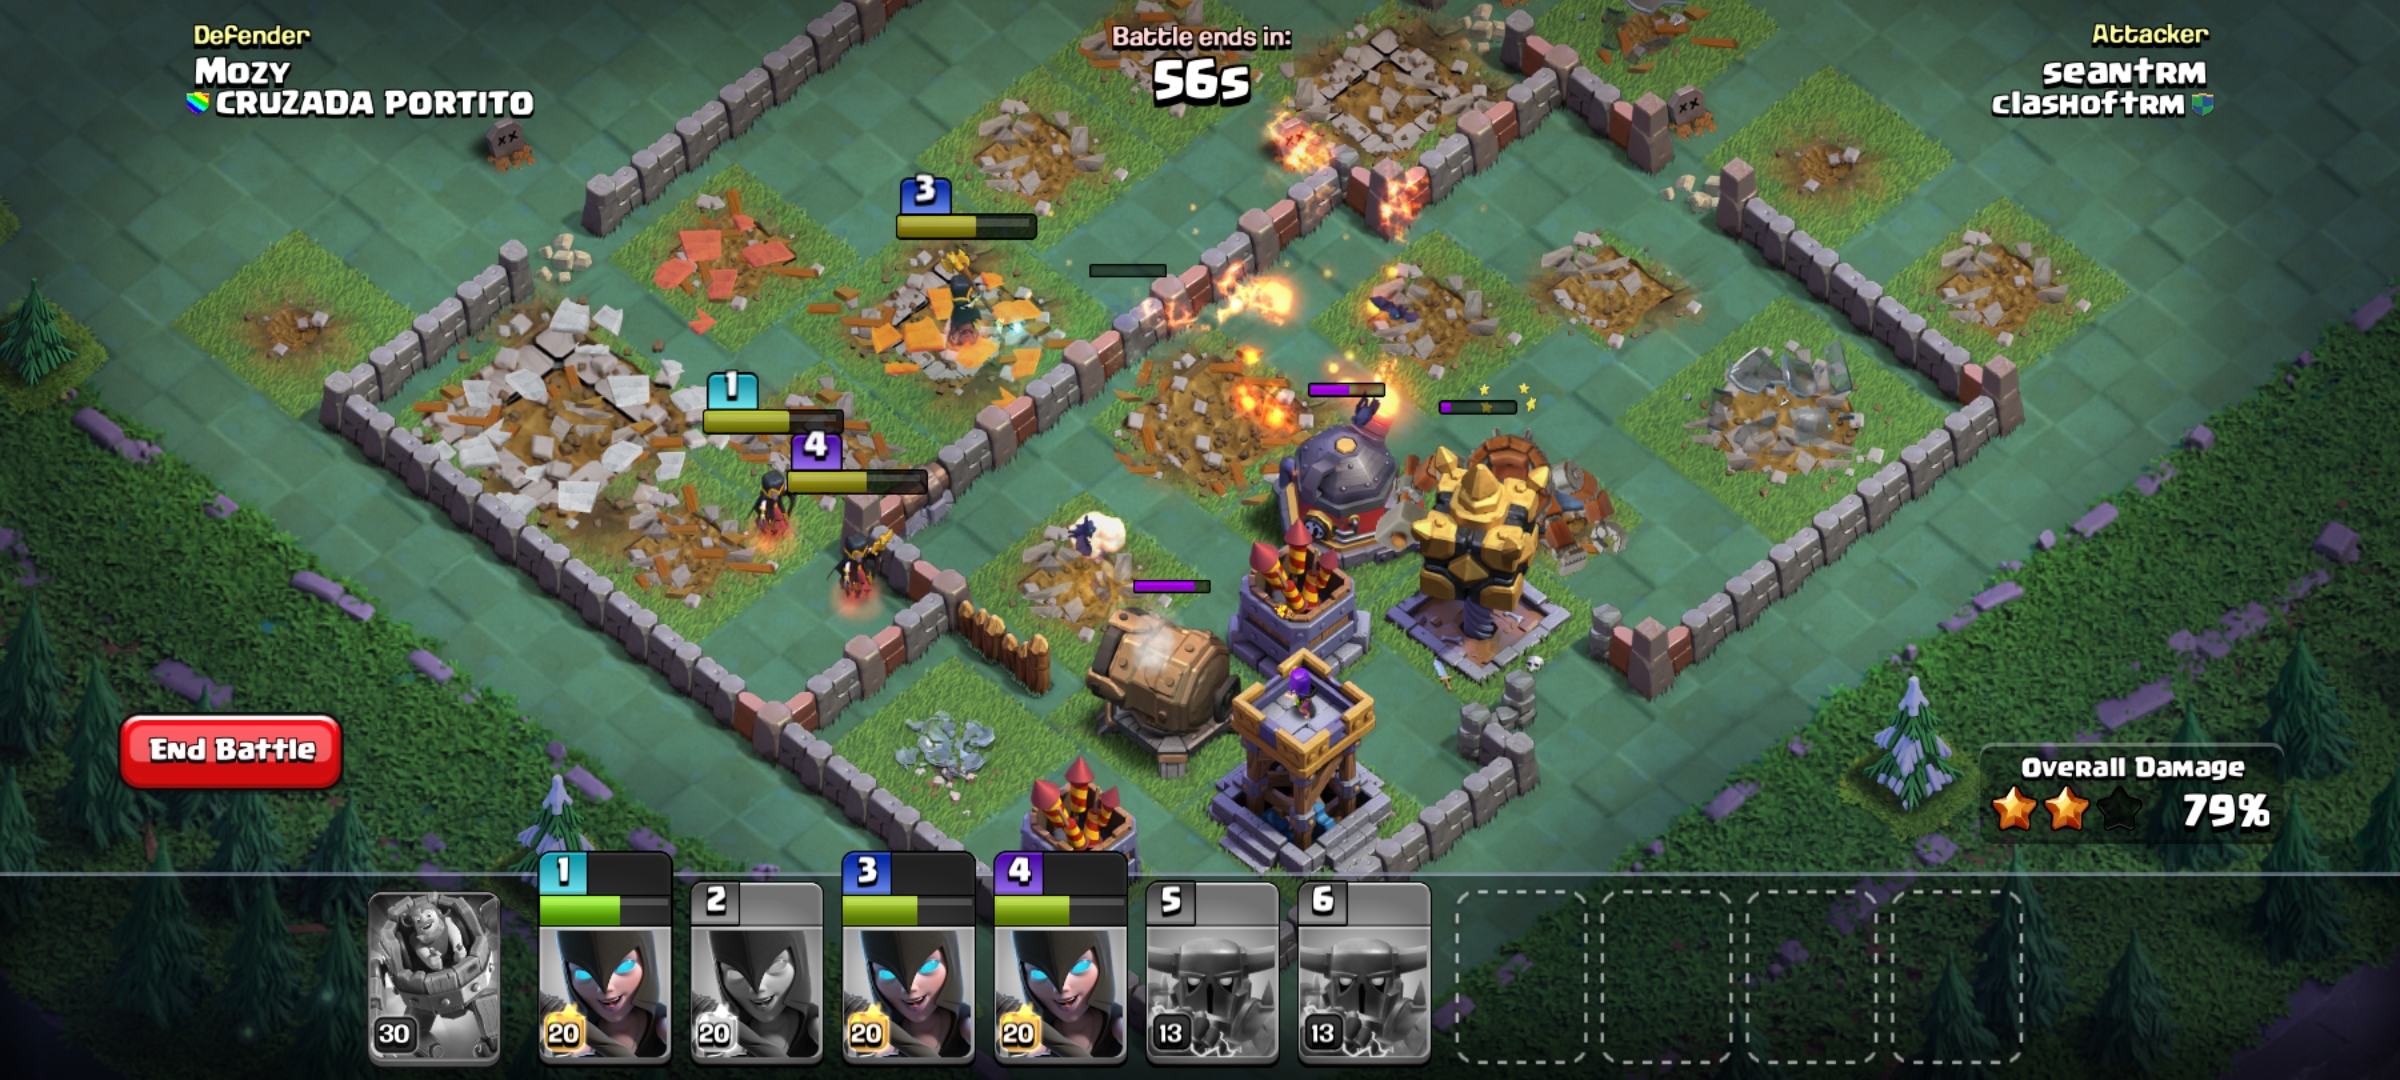 Defender
Mozy
CRUZADA PORTITO
Battle ends in:
56s
Attacker
seantRM
clashoftRM
3
1
4
End Battle
Overall Damage
79%
30
1
20
2
20
3
20
4
20
5
13
6
13